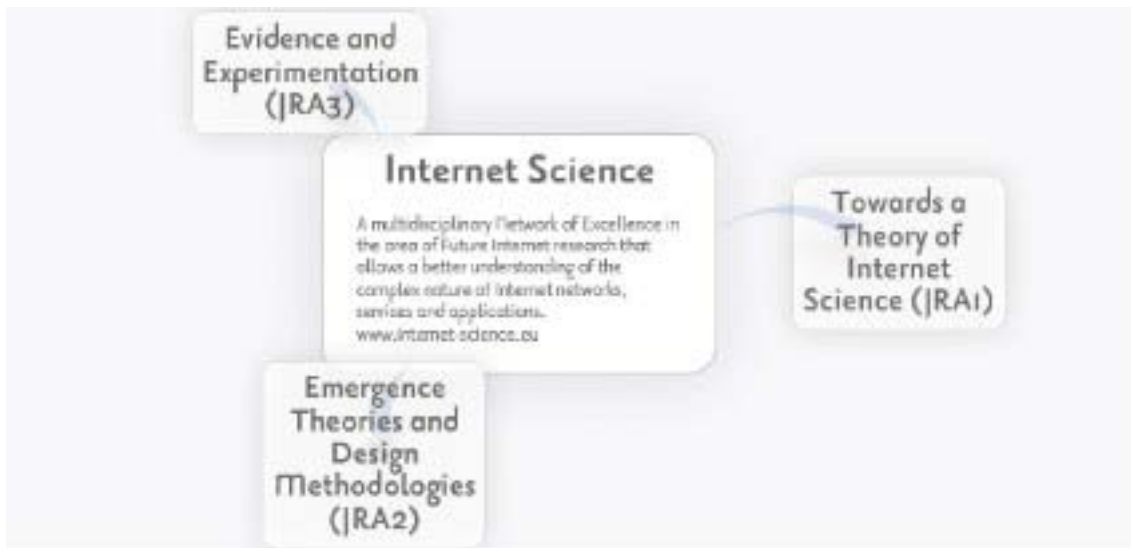 Evidence and
Experimentation
(JRA3)
Internet Science
A multidisciplinary Network of Excellence in
the area of Future Internet research that
allows a better understanding of the
complex nature of Internet networks,
services and applications.
www.internet-science.eu
Towards a
Theory of
Internet
Science (JRA1)
Emergence
Theories and
Design
Methodologies
(JRA2)